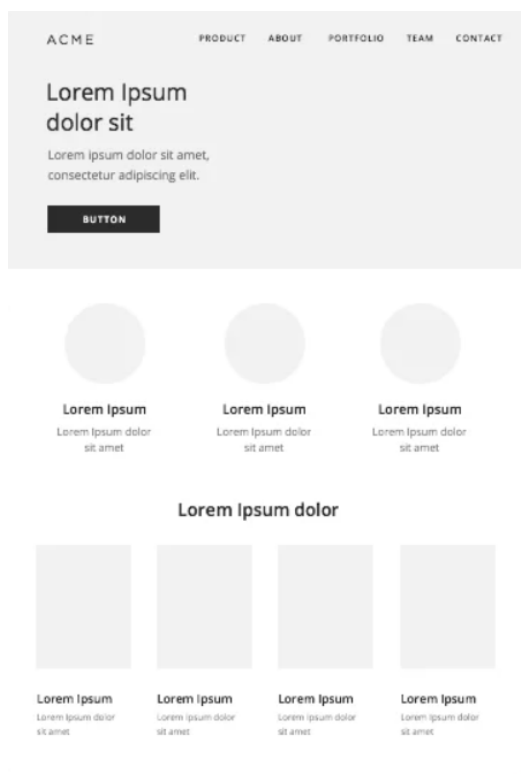 ACME
PRODUCT ABOUT PORTFOLIO TEAM CONTACT
Lorem Ipsum
dolor sit
Lorem ipsum dolor sit amet,
consectetur adipiscing elit.
BUTTON
Lorem Ipsum
Lorem Ipsum dolor
sit amet
Lorem Ipsum
Lorem Ipsum dolor
sit amet
Lorem Ipsum
Lorem Ipsum dolor
sit amet
Lorem Ipsum dolor
Lorem Ipsum
Lorem Ipsum dolor
sit amet
Lorem Ipsum
Lorem Ipsum dolor
sit amet
Lorem Ipsum
Lorem Ipsum dolor
sit amet
Lorem Ipsum
Lorem Ipsum dolor
sit amet